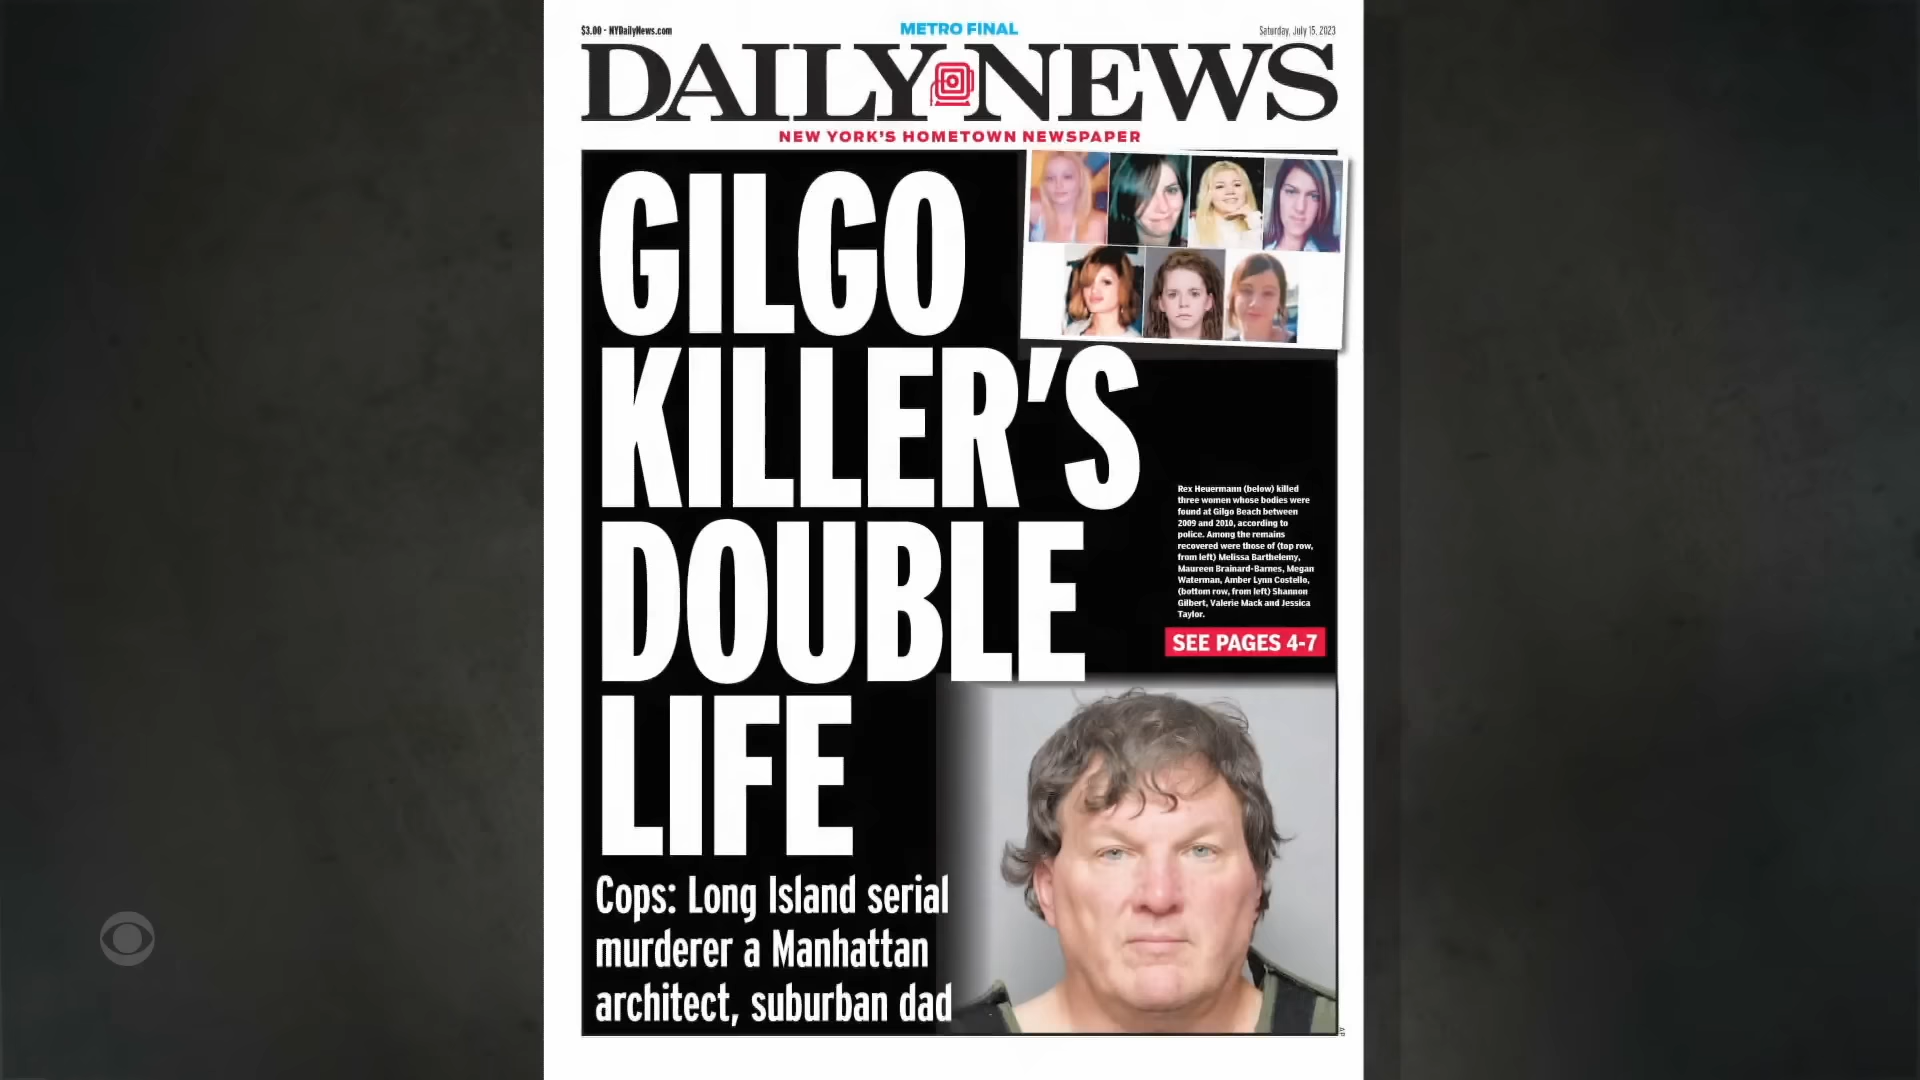 $3.00 · NYDailyNews.com
METRO FINAL
Saturday, July 15, 2023
DAILY NEWS
NEW YORK'S HOMETOWN NEWSPAPER
GILGO
KILLER'S
DOUBLE
LIFE
Rex Heuermann (below) killed
three women whose bodies were
found at Gilgo Beach between
2009 and 2010, according to
police. Among the remains
recovered were those of (top row,
from left) Melissa Barthelemy,
Maureen Brainard-Barnes, Megan
Waterman, Amber Lynn Costello,
(bottom row, from left) Shannon
Gilbert, Valerie Mack and Jessica
Taylor.
SEE PAGES 4-7
Cops: Long Island serial
murderer a Manhattan
architect, suburban dad
AP